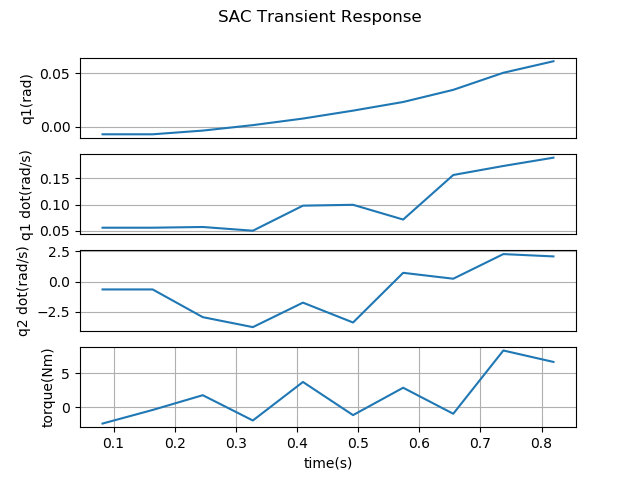 SAC Transient Response
q1(rad)
0.05
0.00
q1 dot(rad/s)
0.15
0.10
0.05
q2 dot(rad/s)
2.5
0.0
−2.5
torque(Nm)
5
0
0.1 0.2 0.3 0.4 0.5 0.6 0.7 0.8
time(s)